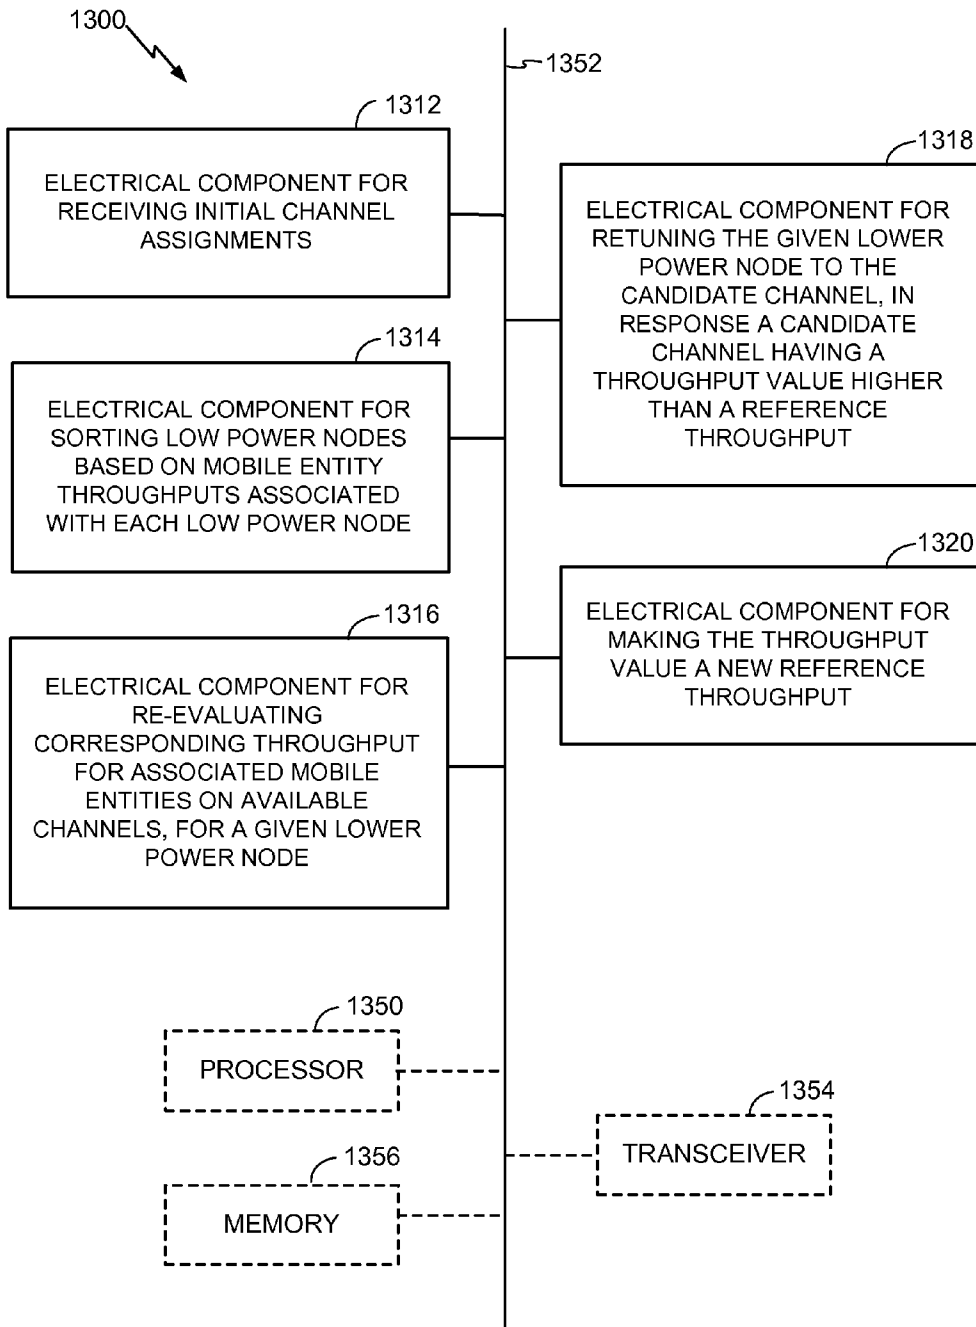 1300
1352
1312
ELECTRICAL COMPONENT FOR
RECEIVING INITIAL CHANNEL
ASSIGNMENTS
1318
ELECTRICAL COMPONENT FOR
RETUNING THE GIVEN LOWER
POWER NODE TO THE
CANDIDATE CHANNEL, IN
RESPONSE A CANDIDATE
CHANNEL HAVING A
THROUGHPUT VALUE HIGHER
THAN A REFERENCE
THROUGHPUT
1314
ELECTRICAL COMPONENT FOR
SORTING LOW POWER NODES
BASED ON MOBILE ENTITY
THROUGHPUTS ASSOCIATED
WITH EACH LOW POWER NODE
1320
ELECTRICAL COMPONENT FOR
MAKING THE THROUGHPUT
VALUE A NEW REFERENCE
THROUGHPUT
1316
ELECTRICAL COMPONENT FOR
RE-EVALUATING
CORRESPONDING THROUGHPUT
FOR ASSOCIATED MOBILE
ENTITIES ON AVAILABLE
CHANNELS, FOR A GIVEN LOWER
POWER NODE
1350
PROCESSOR
1354
TRANSCEIVER
1356
MEMORY